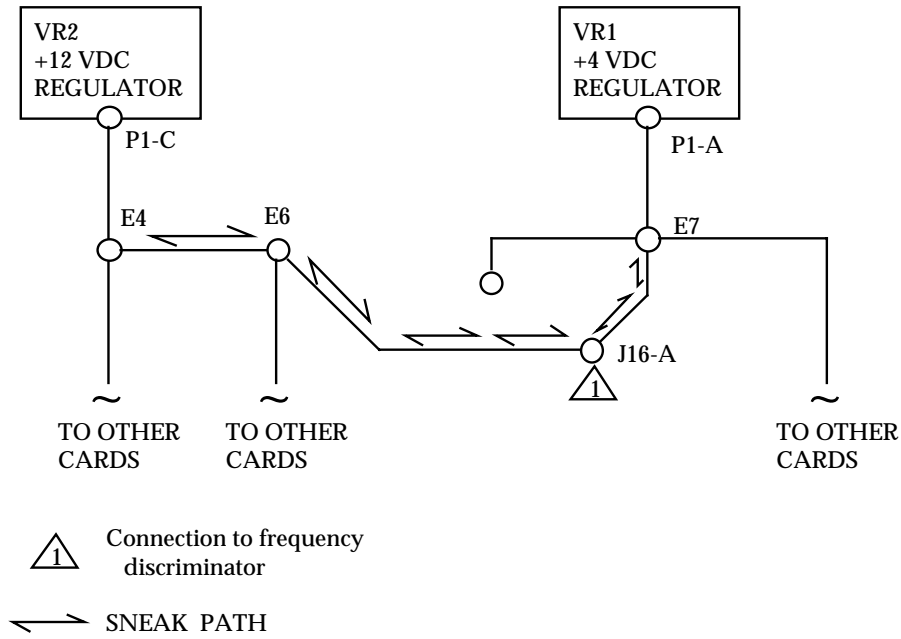 VR2
+12 VDC
REGULATOR
VR1
+4 VDC
REGULATOR
P1-C
P1-A
E4
E6
E7
J16-A
1
~
~
~
TO OTHER
CARDS
TO OTHER
CARDS
TO OTHER
CARDS
1
Connection to frequency
discriminator
SNEAK PATH